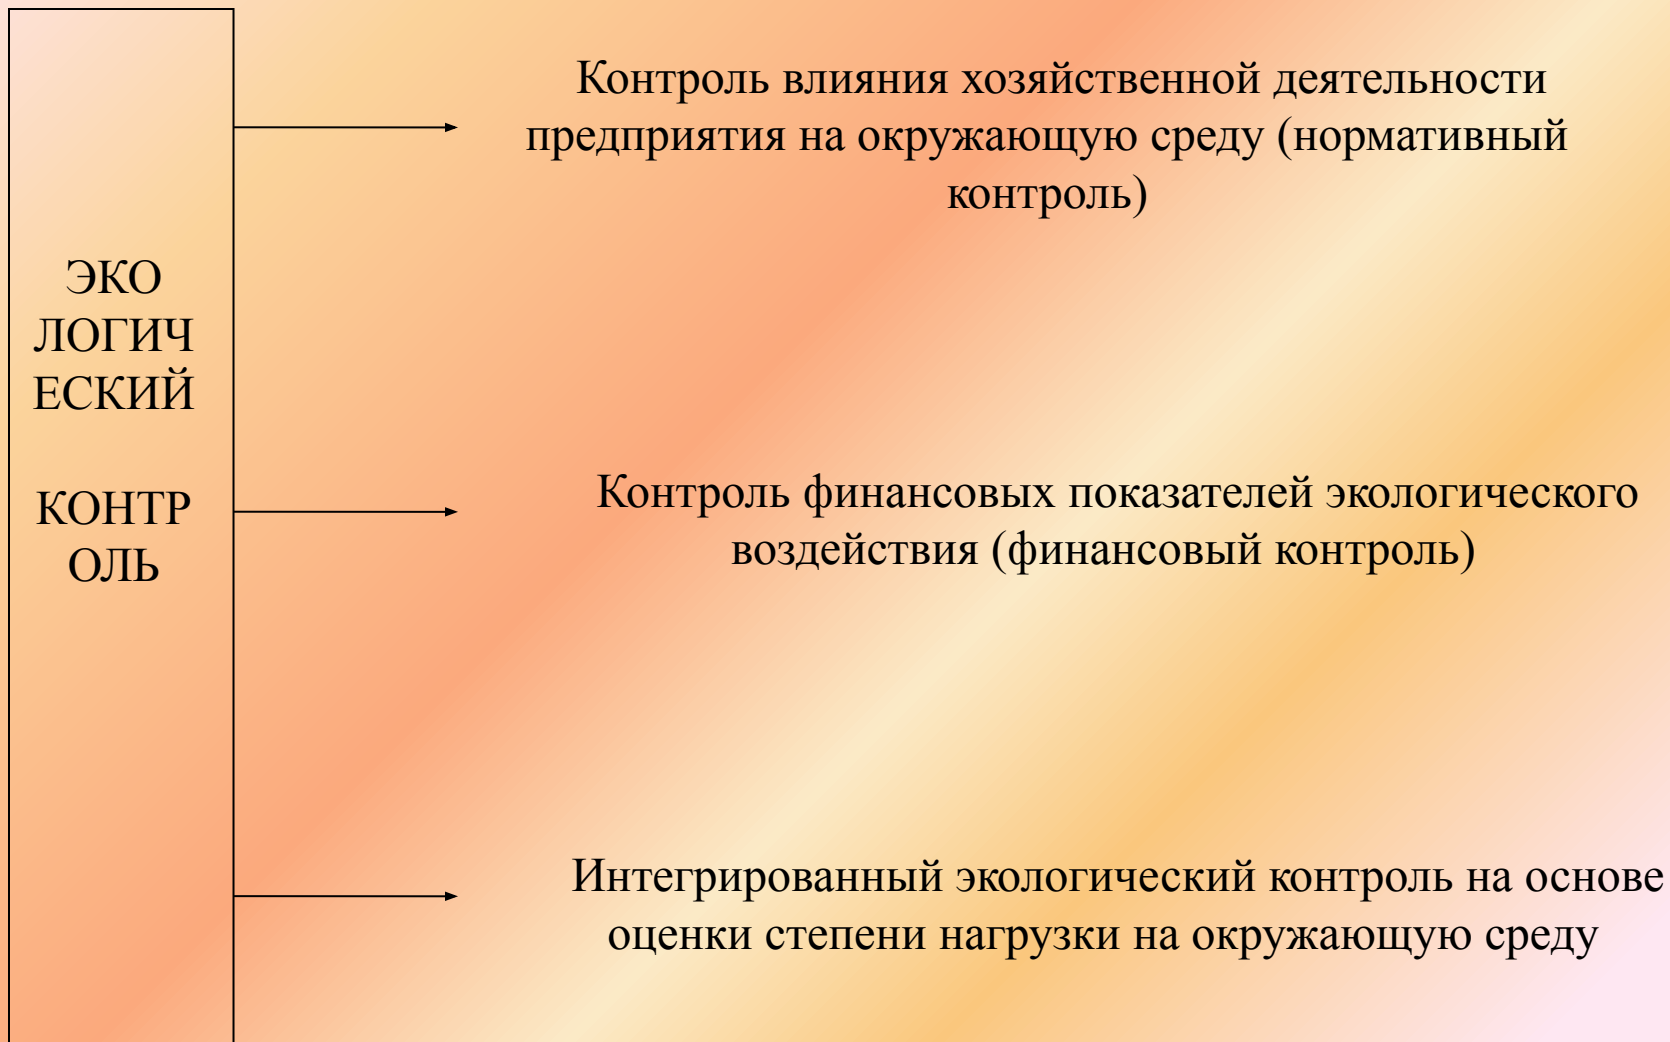 ЭКО
ЛОГИЧ
ЕСКИЙ
КОНТР
ОЛЬ
Контроль влияния хозяйственной деятельности
предприятия на окружающую среду (нормативный
контроль)
Контроль финансовых показателей экологического
воздействия (финансовый контроль)
Интегрированный экологический контроль на основе
оценки степени нагрузки на окружающую среду